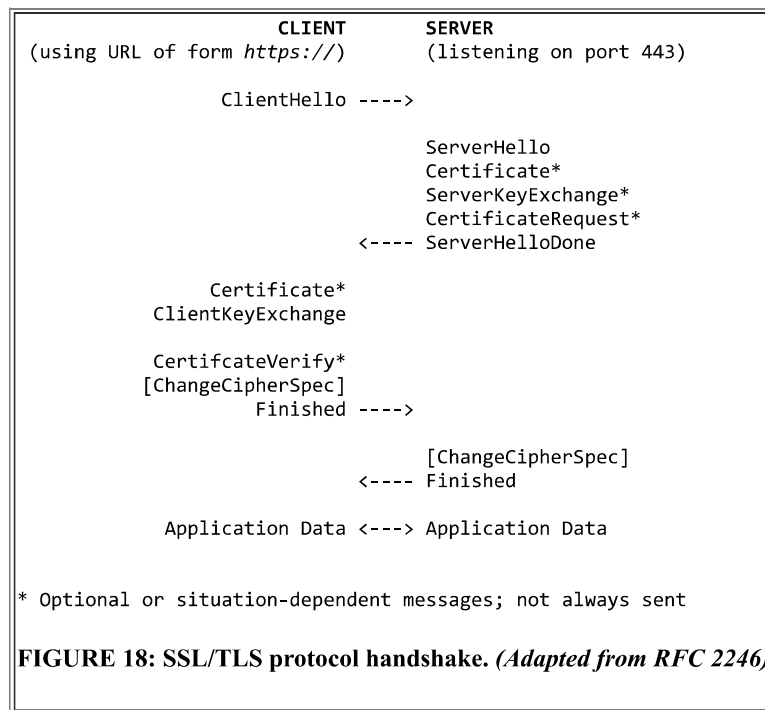 CLIENT SERVER
(using URL of form https://) (listening on port 443)
ClientHello ---->
ServerHello
Certificate*
ServerKeyExchange*
CertificateRequest*
<---- ServerHelloDone
Certificate*
ClientKeyExchange
CertifcateVerify*
[ChangeCipherSpec]
Finished ---->
[ChangeCipherSpec]
<---- Finished
Application Data <---> Application Data
* Optional or situation-dependent messages; not always sent
FIGURE 18: SSL/TLS protocol handshake. (Adapted from RFC 2246)